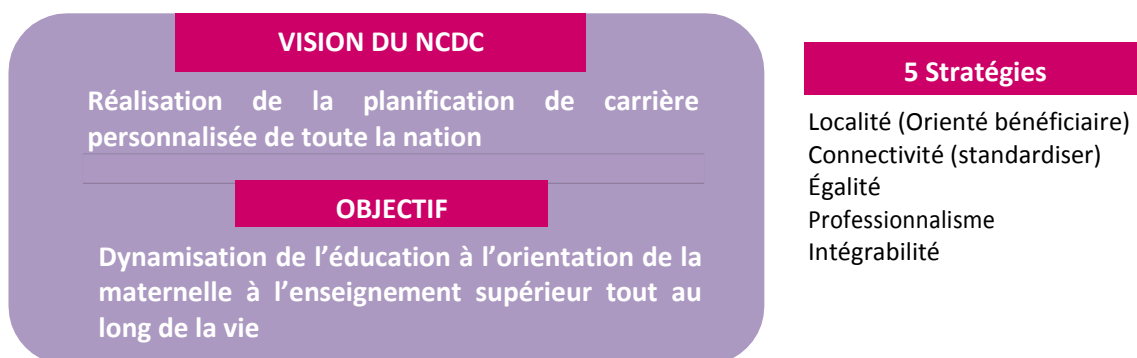 VISION DU NCDC
Réalisation de la planification de carrière
personnalisée de toute la nation
OBJECTIF
Dynamisation de l’éducation à l’orientation de la
maternelle à l’enseignement supérieur tout au
long de la vie
5 Stratégies
Localité (Orienté bénéficiaire)
Connectivité (standardiser)
Égalité
Professionnalisme
Intégrabilité